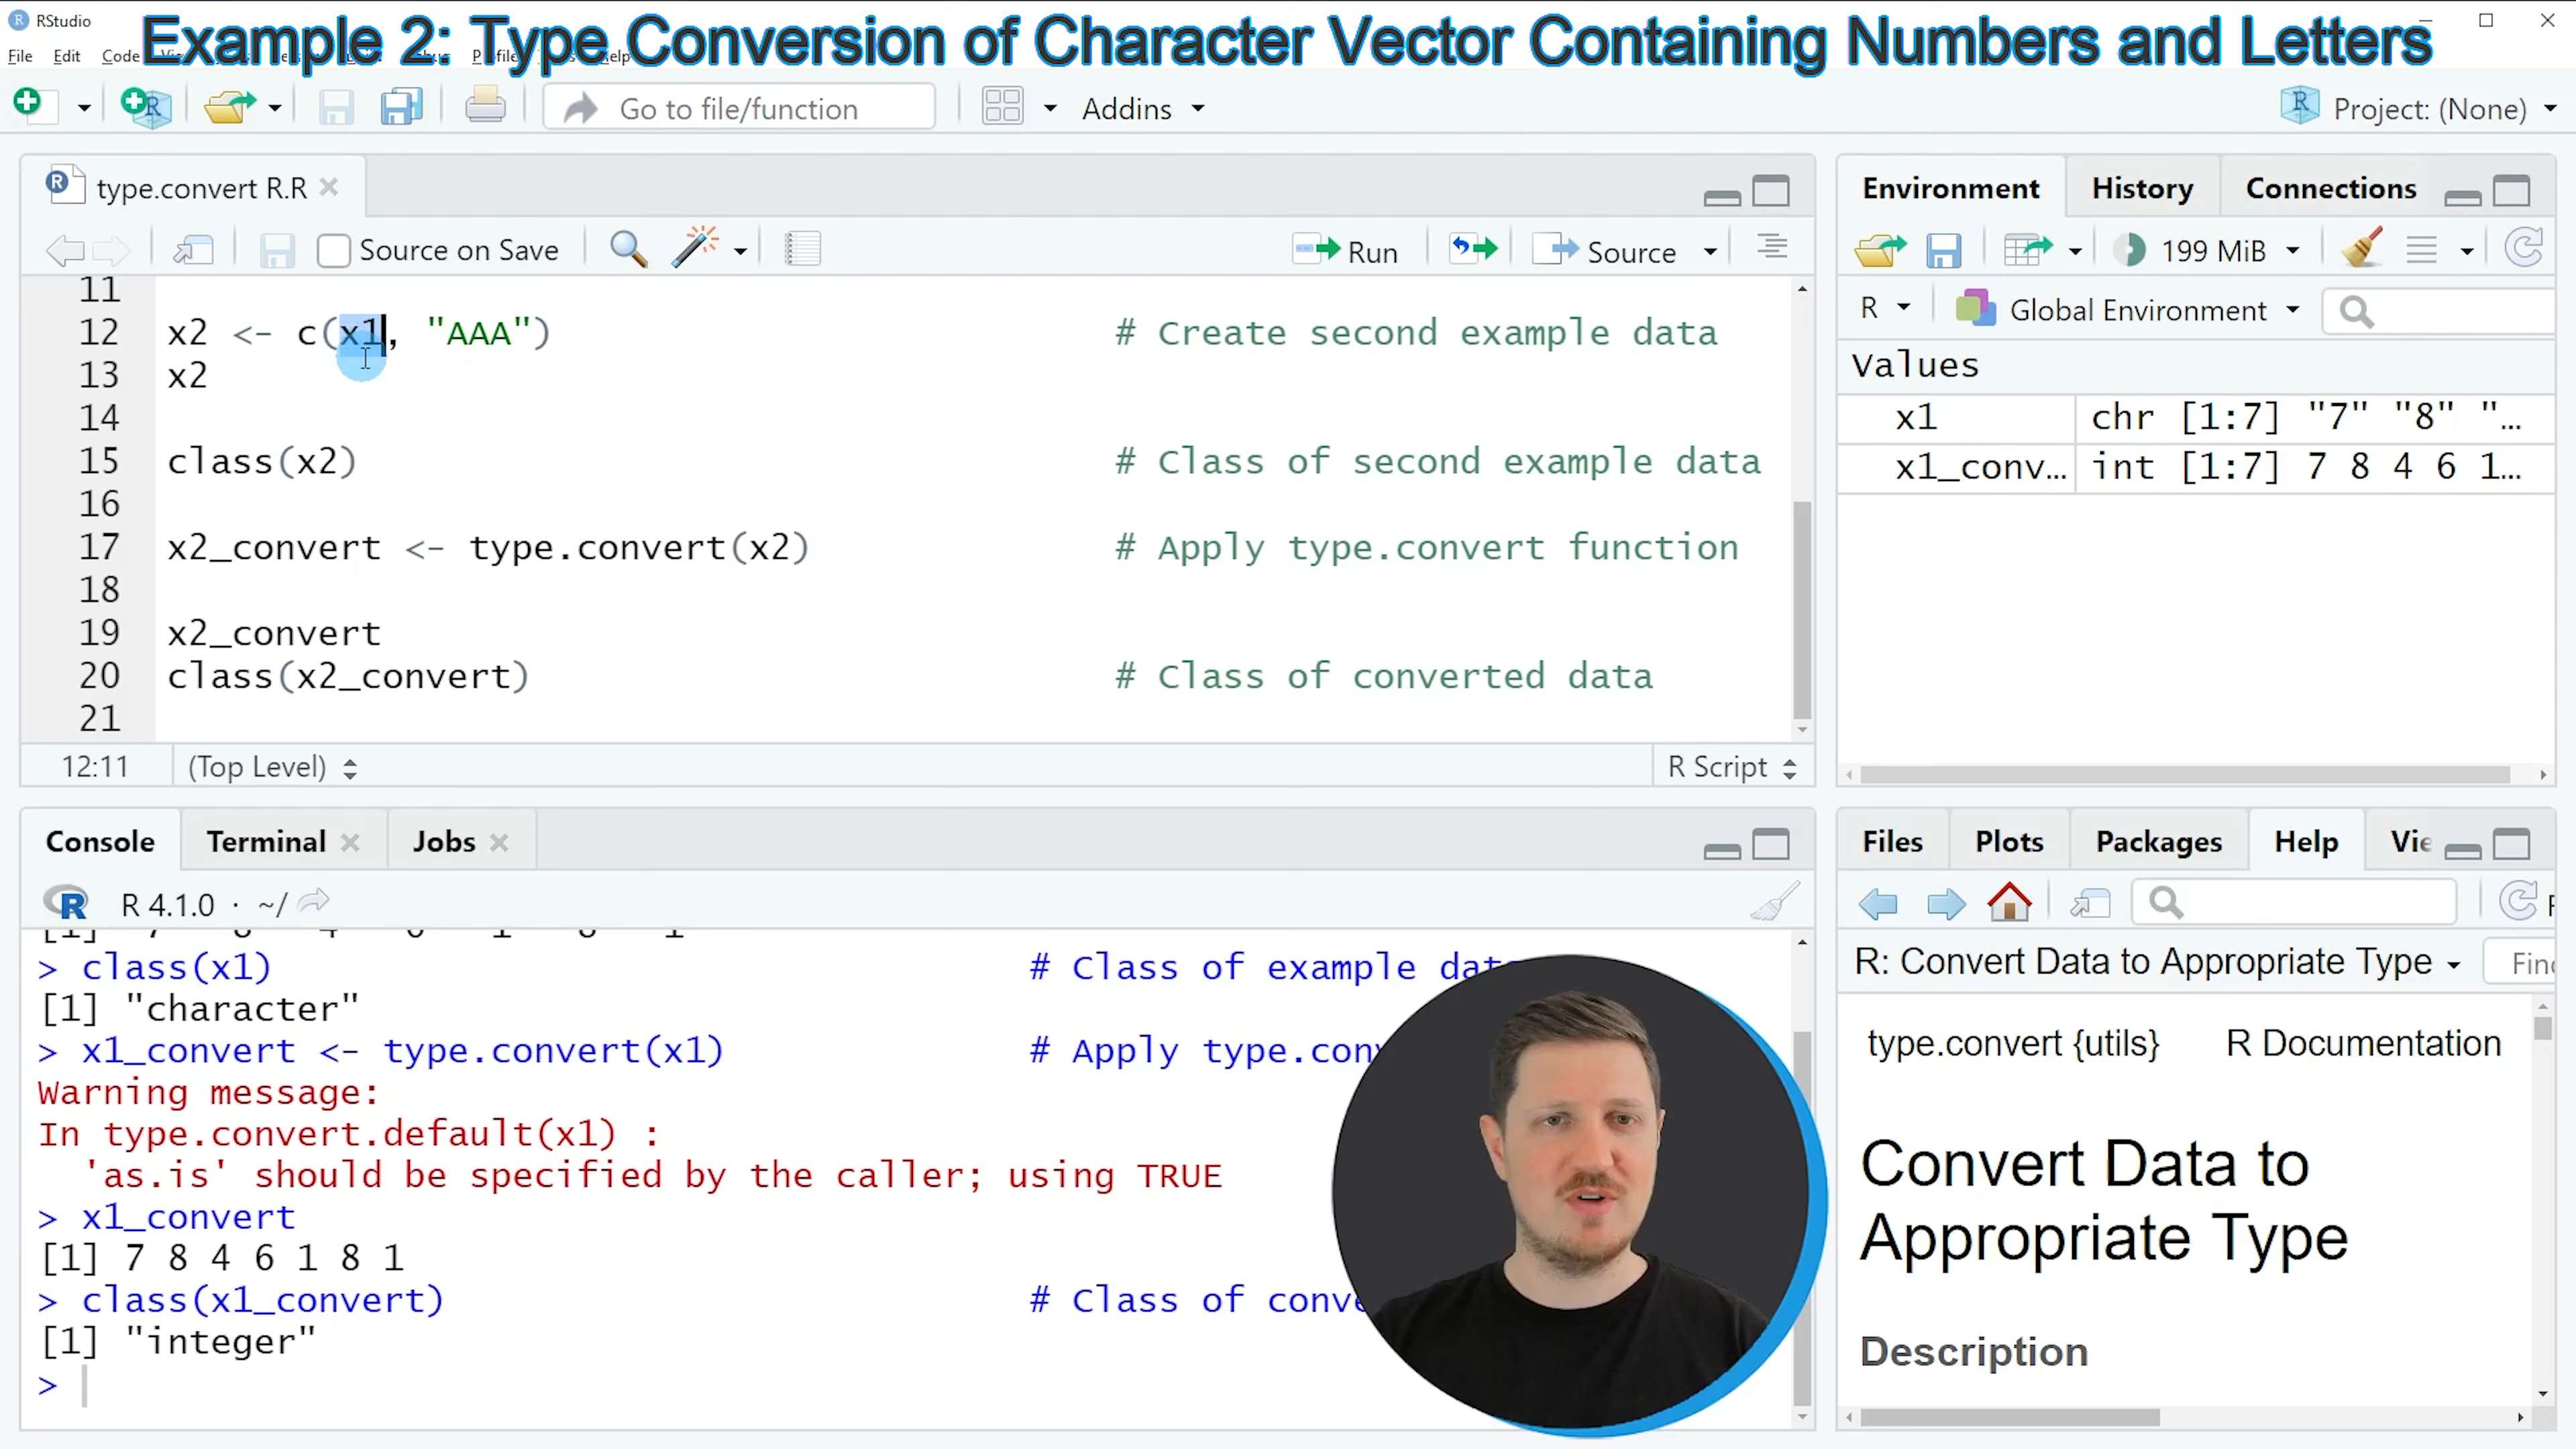 RStudio
Example 2: Type Conversion of Character Vector Containing Numbers and Letters
File Edit Code
Go to file/function
Addins
Project: (None)
type.convert R.R
Source on Save
Run
Source
11
12 x2 <- c(x1, "AAA") # Create second example data
13 x2
14
15 class(x2) # Class of second example data
16
17 x2_convert <- type.convert(x2) # Apply type.convert function
18
19 x2_convert
20 class(x2_convert) # Class of converted data
21
12:11 (Top Level) R Script
Environment History Connections
199 MiB
R Global Environment
Values
x1 chr [1:7] "7" "8" "…
x1_conv… int [1:7] 7 8 4 6 1…
Console Terminal Jobs
R 4.1.0 · ~/
> class(x1) # Class of example data
[1] "character"
> x1_convert <- type.convert(x1) # Apply type.conv
Warning message:
In type.convert.default(x1) :
'as.is' should be specified by the caller; using TRUE
> x1_convert
[1] 7 8 4 6 1 8 1
> class(x1_convert) # Class of conve
[1] "integer"
>
Files Plots Packages Help Vie
R: Convert Data to Appropriate Type Find
type.convert {utils} R Documentation
Convert Data to
Appropriate Type
Description